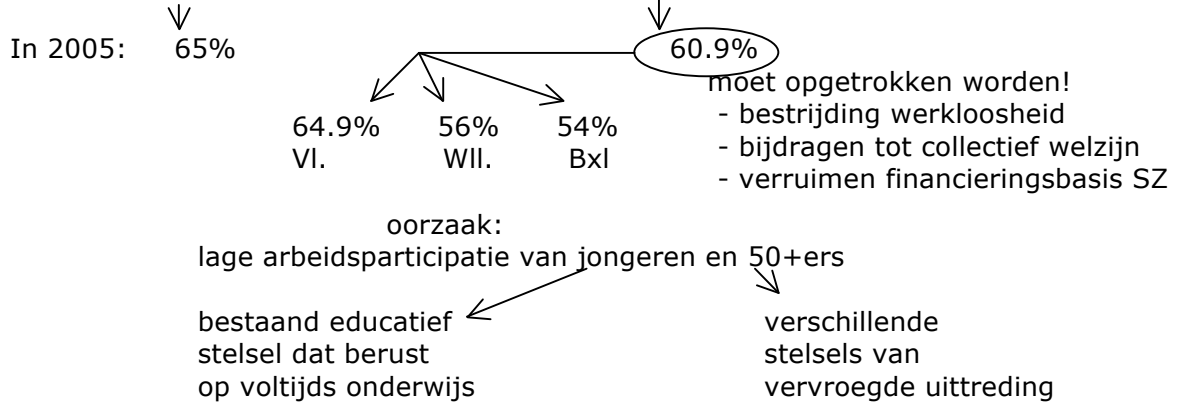 In 2005: 65% 60.9%
moet opgetrokken worden!
- bestrijding werkloosheid
64.9% 56% 54%
- bijdragen tot collectief welzijn
Vl. Wll. Bxl
- verruimen financieringsbasis SZ
oorzaak:
lage arbeidsparticipatie van jongeren en 50+ers
bestaand educatief
stelsel dat berust
op voltijds onderwijs
verschillende
stelsels van
vervroegde uittreding